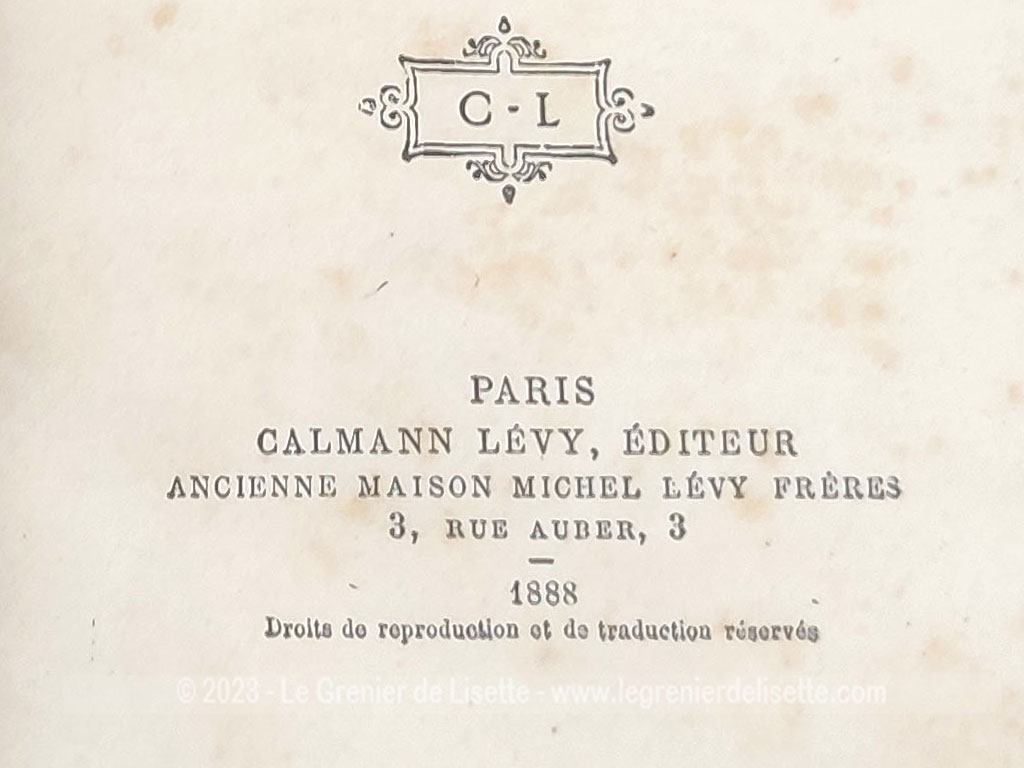 C - L
PARIS
CALMANN LÉVY, ÉDITEUR
ANCIENNE MAISON MICHEL LÉVY FRÈRES
3, RUE AUBER, 3
1888
Droits de reproduction et de traduction réservés
© 2023 - Le Grenier de Lisette - www.legrenierdelisette.com